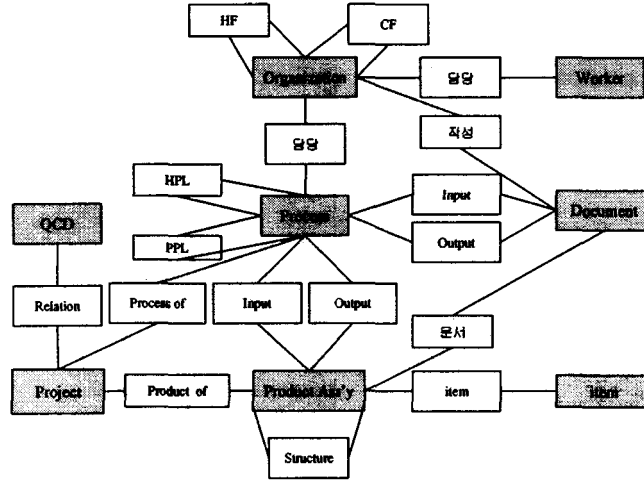 HF
CF
Organization
담당
Worker
담당
작성
HPL
Process
Input
Document
QCD
PPL
Output
Relation
Process of
Input
Output
문서
Project
Product of
Product Ass'y
item
item
Structure